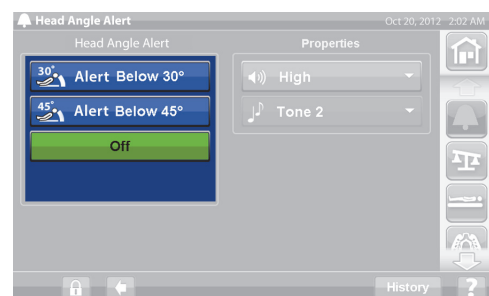 Head Angle Alert
Oct 20, 2012 2:02 AM
Head Angle Alert
30° Alert Below 30°
45° Alert Below 45°
Off
Properties
High
Tone 2
History
?